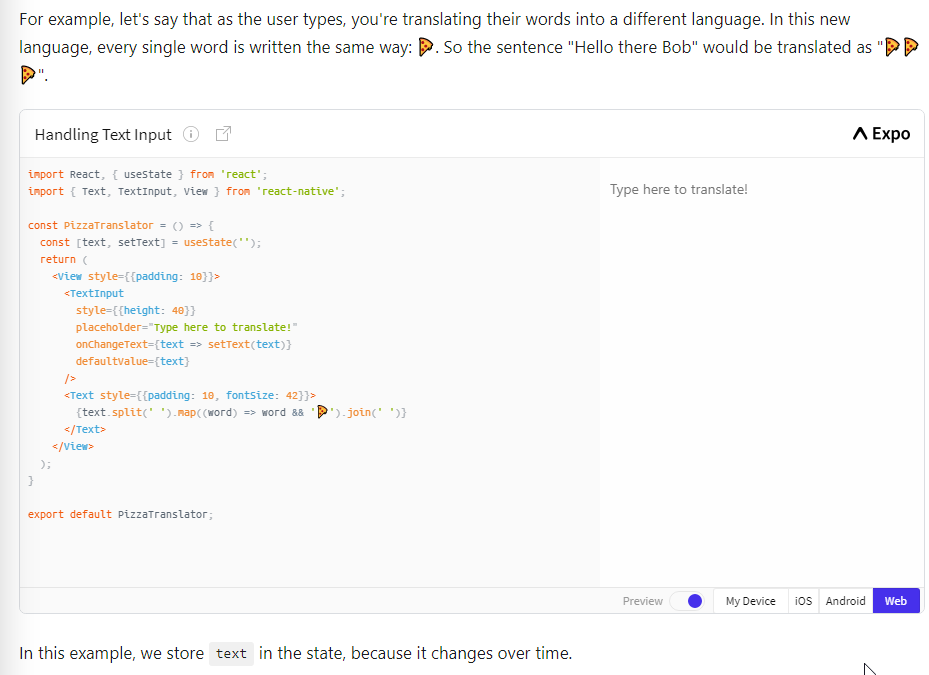 For example, let's say that as the user types, you're translating their words into a different language. In this new
language, every single word is written the same way: 🍕. So the sentence "Hello there Bob" would be translated as "🍕🍕
🍕".
Handling Text Input
Expo
import React, { useState } from 'react';
import { Text, TextInput, View } from 'react-native';
const PizzaTranslator = () => {
  const [text, setText] = useState('');
  return (
    <View style={{padding: 10}}>
      <TextInput
        style={{height: 40}}
        placeholder="Type here to translate!"
        onChangeText={text => setText(text)}
        defaultValue={text}
      />
      <Text style={{padding: 10, fontSize: 42}}>
        {text.split(' ').map((word) => word && '🍕').join(' ')}
      </Text>
    </View>
  );
}
export default PizzaTranslator;
Type here to translate!
Preview My Device iOS Android Web
In this example, we store text in the state, because it changes over time.